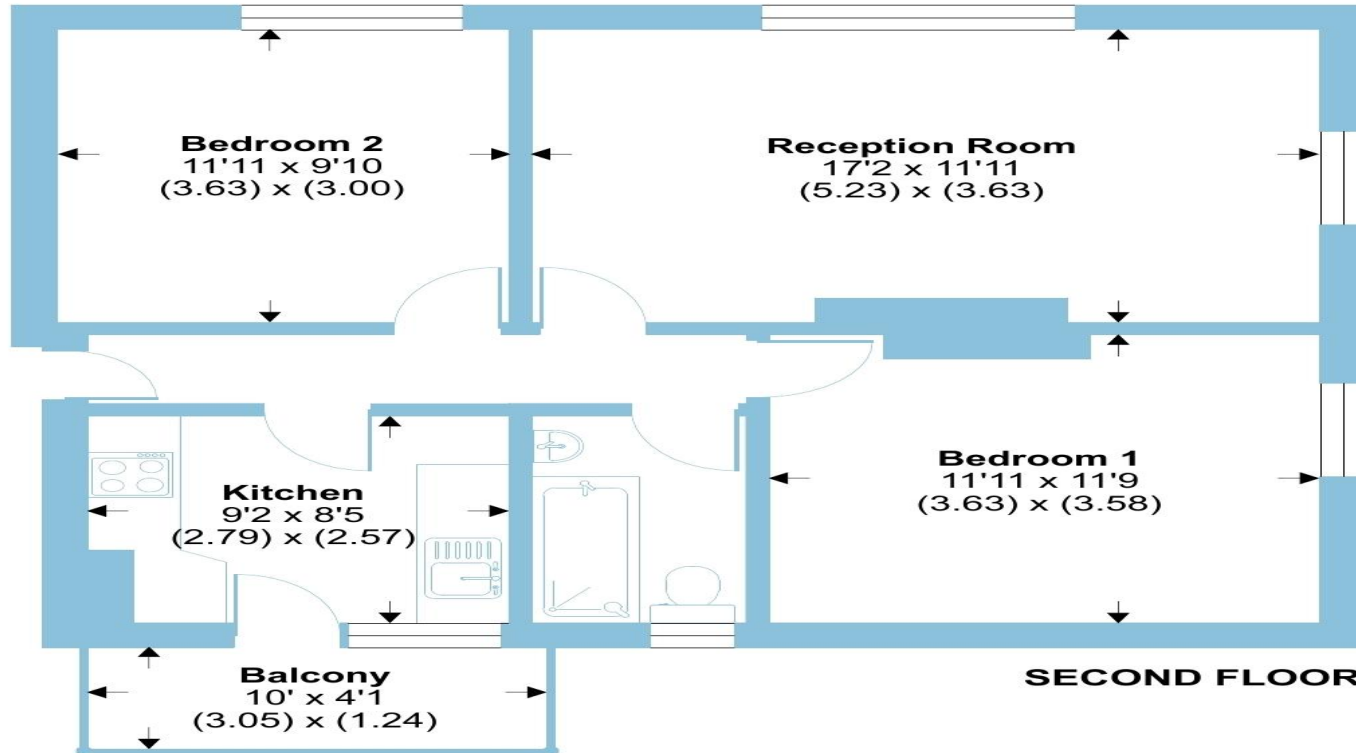 Bedroom 2
11'11 x 9'10
(3.63) x (3.00)
Reception Room
17'2 x 11'11
(5.23) x (3.63)
Kitchen
9'2 x 8'5
(2.79) x (2.57)
Bedroom 1
11'11 x 11'9
(3.63) x (3.58)
Balcony
10' x 4'1
(3.05) x (1.24)
SECOND FLOOR